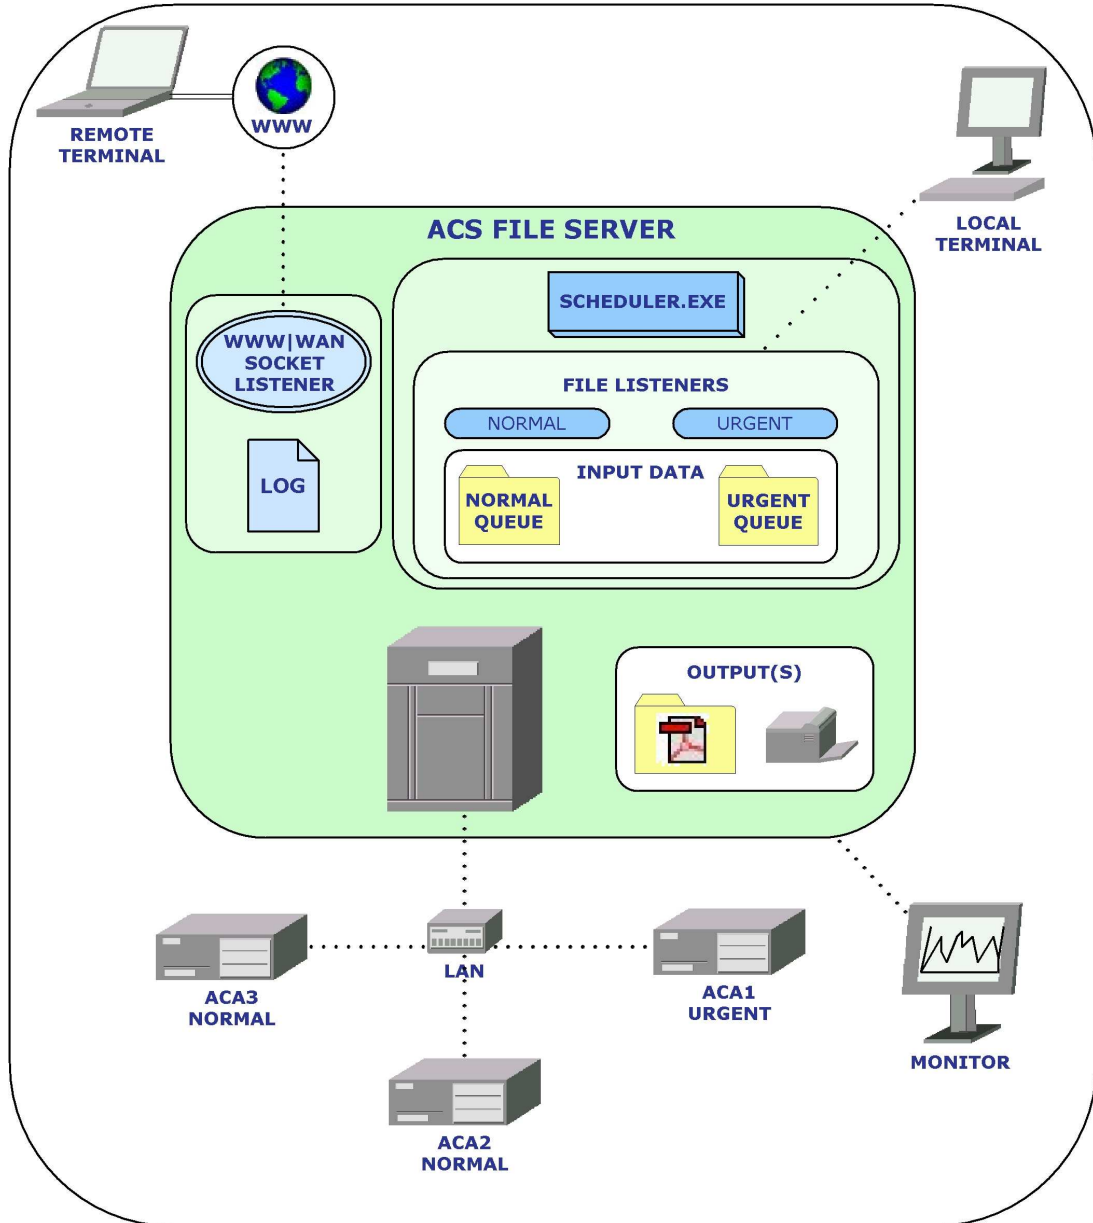 REMOTE
TERMINAL
WWW
LOCAL
TERMINAL
ACS FILE SERVER
SCHEDULER.EXE
WWW|WAN
SOCKET
LISTENER
LOG
FILE LISTENERS
NORMAL
URGENT
INPUT DATA
NORMAL
QUEUE
URGENT
QUEUE
OUTPUT(S)
LAN
ACA3
NORMAL
ACA1
URGENT
MONITOR
ACA2
NORMAL